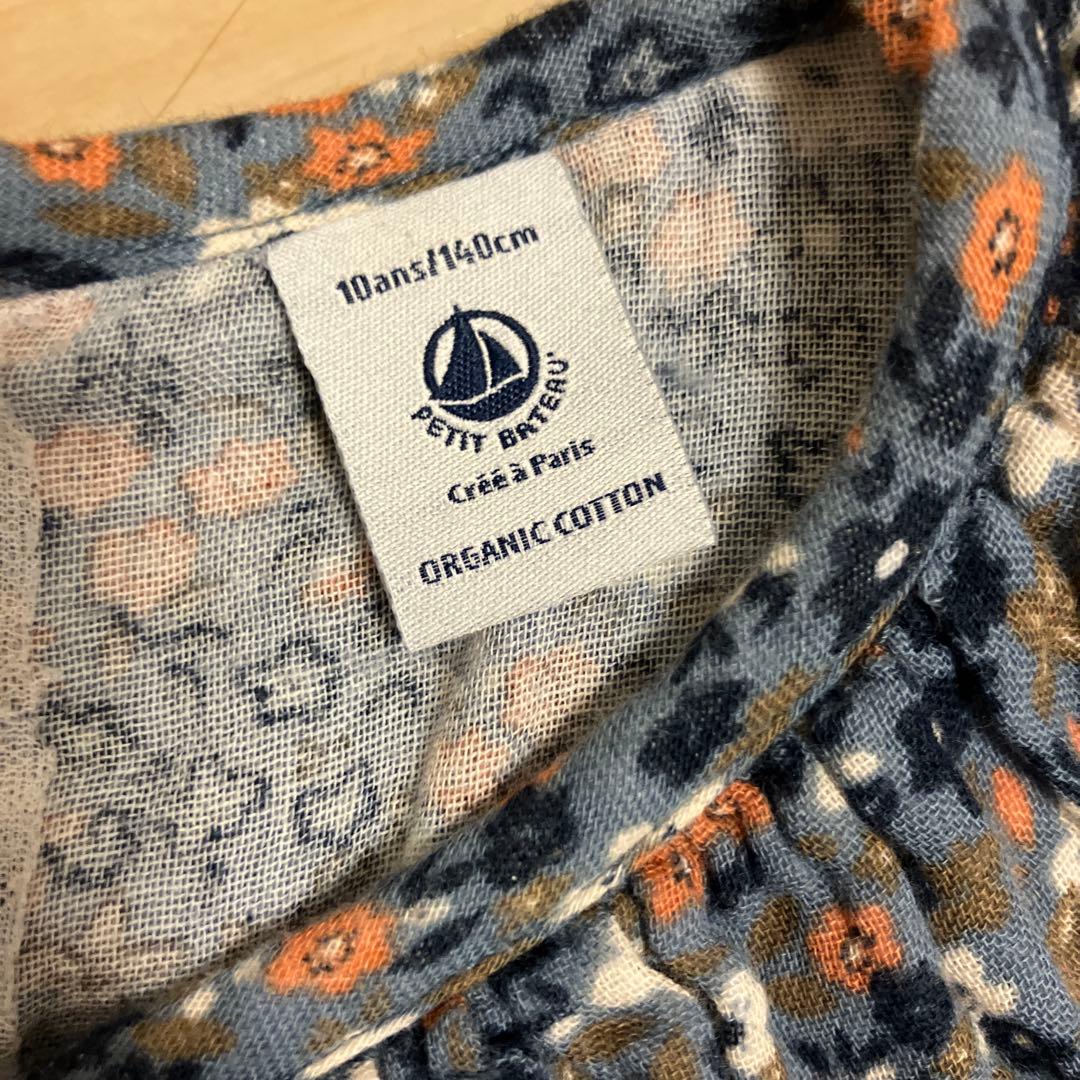 10ans/140cm
PETIT BATEAU
Créé à Paris
ORGANIC COTTON